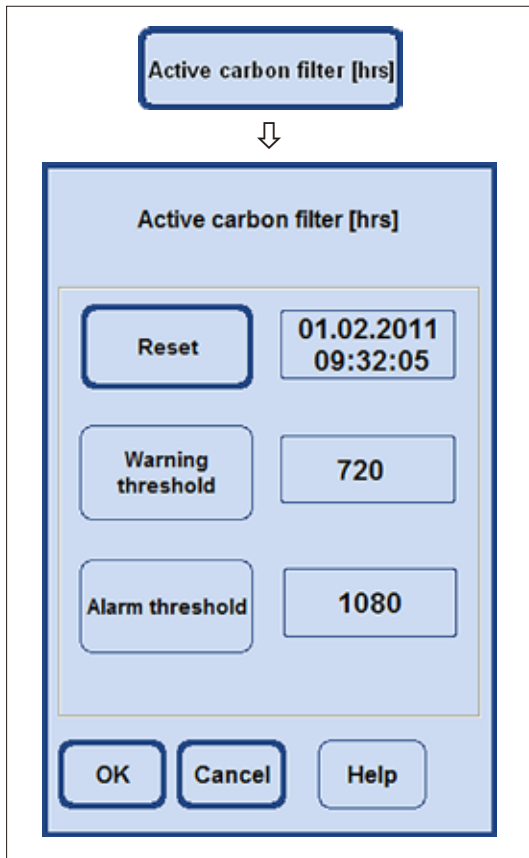 Active carbon filter [hrs]
Active carbon filter [hrs]
Reset
01.02.2011
09:32:05
Warning
threshold
720
Alarm threshold
1080
OK
Cancel
Help